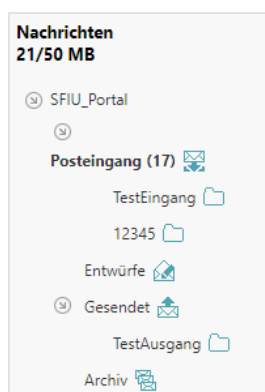 Nachrichten
21/50 MB
SFIU_Portal
Posteingang (17)
TestEingang
12345
Entwürfe
Gesendet
TestAusgang
Archiv